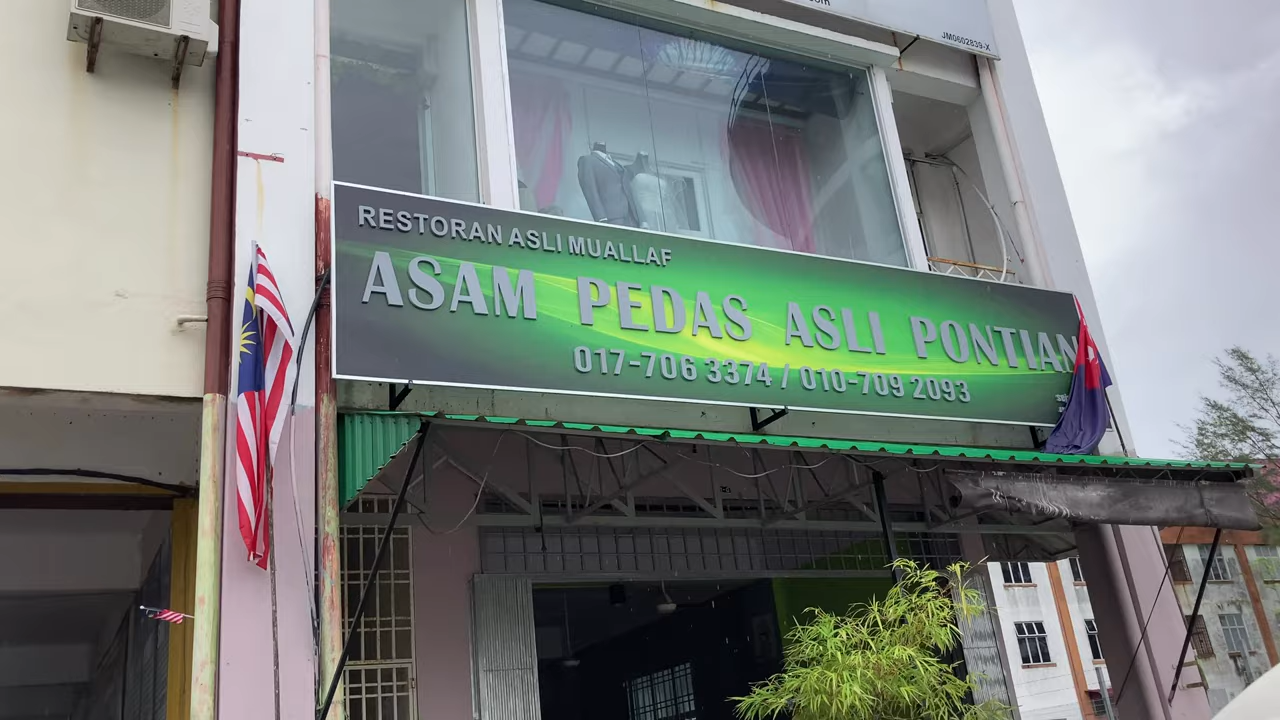 JM0602839-X
RESTORAN ASLI MUALLAF
ASAM PEDAS ASLI PONTIAN
017-706 3374 / 010-709 2093